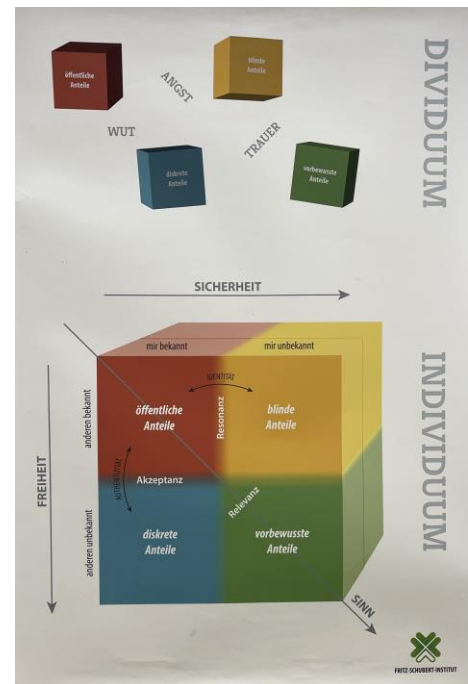 DIVIDUUM
öffentliche
Anteile
ANGST
blinde
Anteile
WUT
TRAUER
diskrete
Anteile
vorbewusste
Anteile
SICHERHEIT
INDIVIDUUM
mir bekannt
mir unbekannt
IDENTITÄT
FREIHEIT
anderen bekannt
öffentliche
Anteile
Resonanz
blinde
Anteile
AUTHENTIZITÄT
Akzeptanz
Relevanz
anderen unbekannt
diskrete
Anteile
vorbewusste
Anteile
SINN
FRITZ-SCHUBERT-INSTITUT